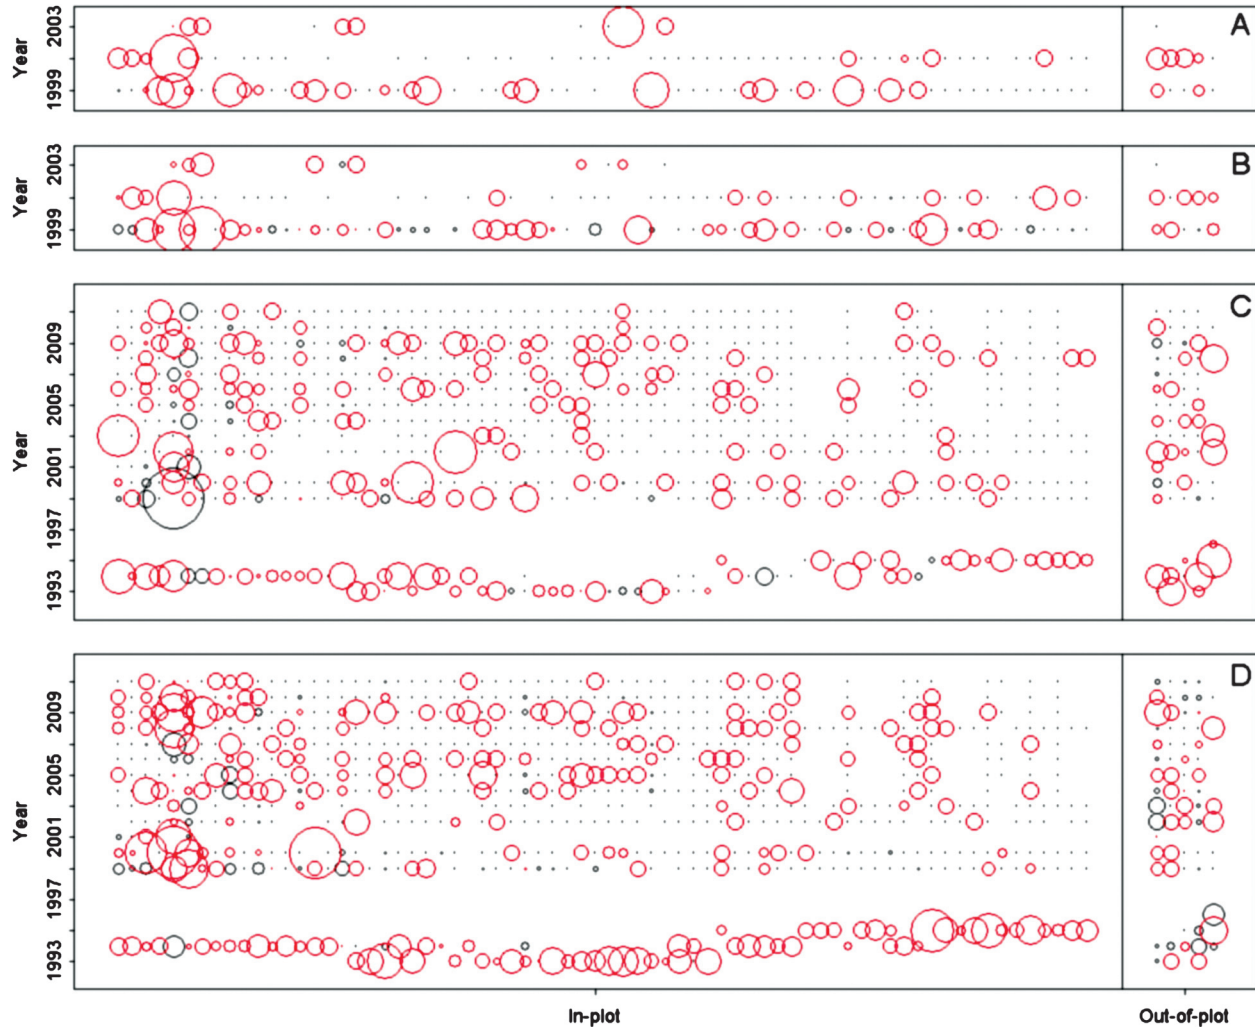 A
Year
2003
1999
B
Year
2003
1999
C
Year
2009
2005
2001
1997
1993
D
Year
2009
2005
2001
1997
1993
In-plot
Out-of-plot